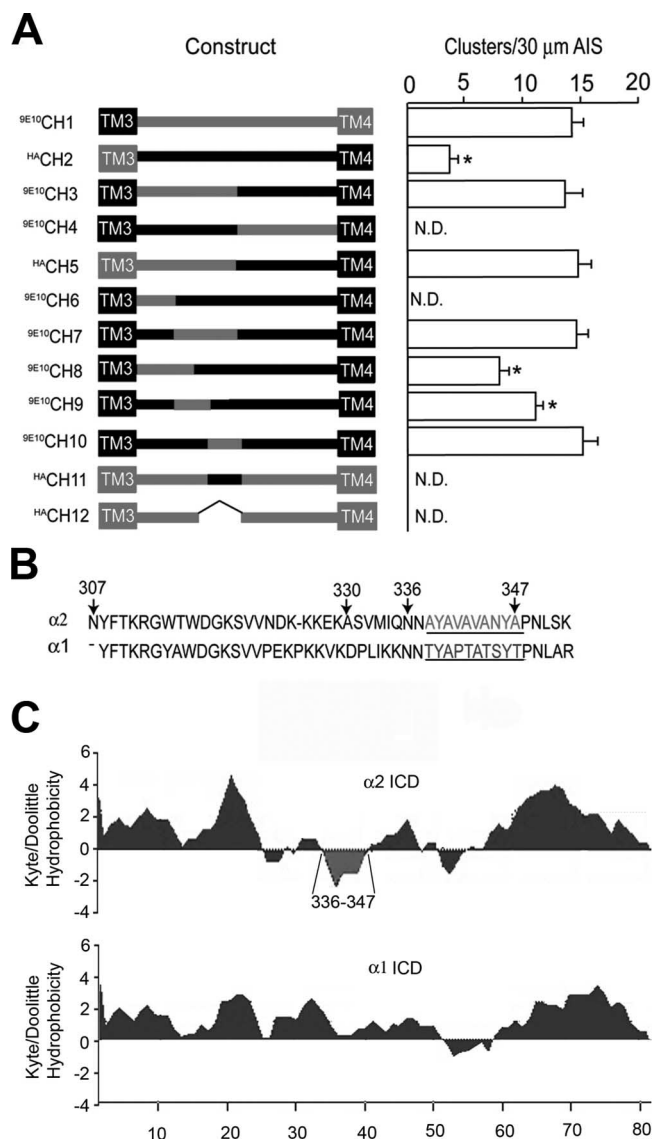 A
Construct
Clusters/30 μm AIS
0 5 10 15 20
9E10CH1 TM3 TM4
HACH2 TM3 TM4 *
9E10CH3 TM3 TM4
9E10CH4 TM3 TM4 N.D.
HACH5 TM3 TM4
9E10CH6 TM3 TM4 N.D.
9E10CH7 TM3 TM4
9E10CH8 TM3 TM4 *
9E10CH9 TM3 TM4 *
9E10CH10 TM3 TM4
HACH11 TM3 TM4 N.D.
HACH12 TM3 TM4 N.D.
B
307 330 336 347
α2 NYFTKRGWTWDGKSVVNDK-KKEKASVMIQNNAYAVAVANYAPNLSK
α1 -YFTKRGYAWDGKSVVPEKPKKVKDPLIKKNNTYAPTATSYTPNLAR
C
Kyte/Doolittle
Hydrophobicity
6
4
2
0
-2
-4
α2 ICD
336-347
Kyte/Doolittle
Hydrophobicity
6
4
2
0
-2
-4
α1 ICD
10 20 30 40 50 60 70 80